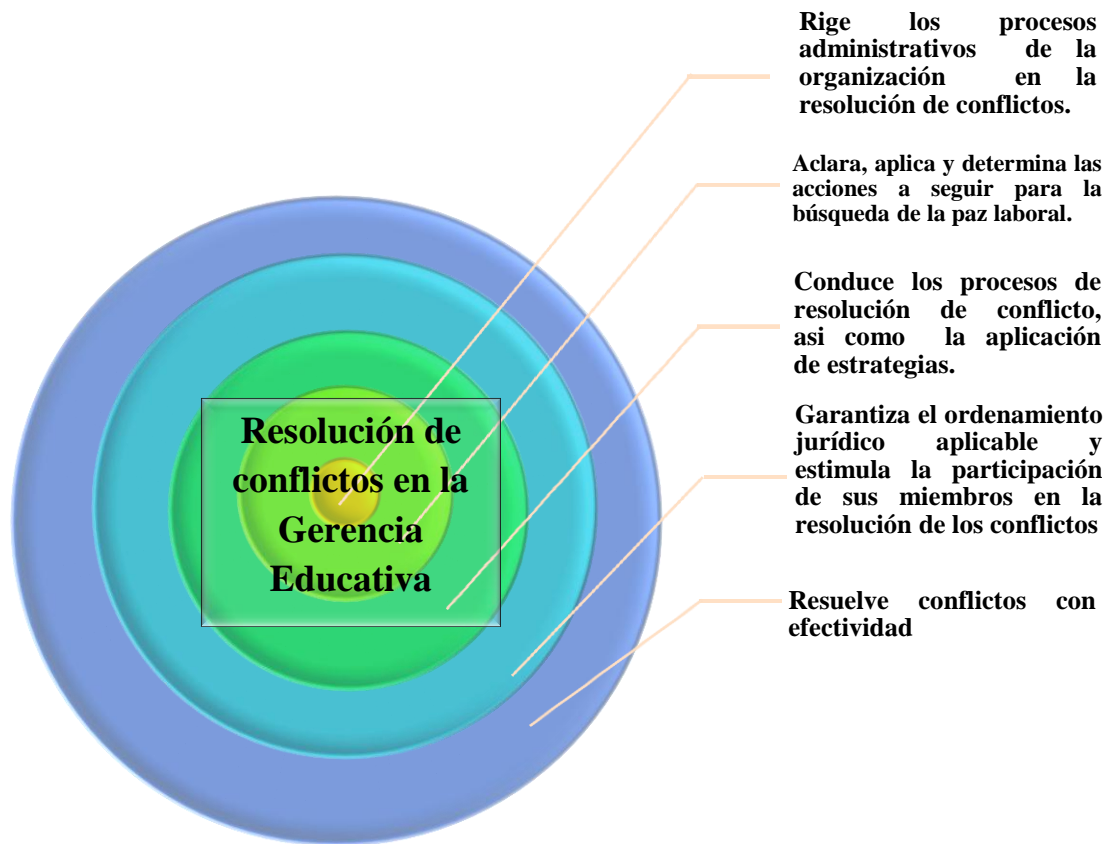 Rige los procesos
administrativos de la
organización en la
resolución de conflictos.
Aclara, aplica y determina las
acciones a seguir para la
búsqueda de la paz laboral.
Conduce los procesos de
resolución de conflicto,
asi como la aplicación
de estrategias.
Garantiza el ordenamiento
jurídico aplicable y
estimula la participación
de sus miembros en la
resolución de los conflictos
Resuelve conflictos con
efectividad
Resolución de
conflictos en la
Gerencia
Educativa